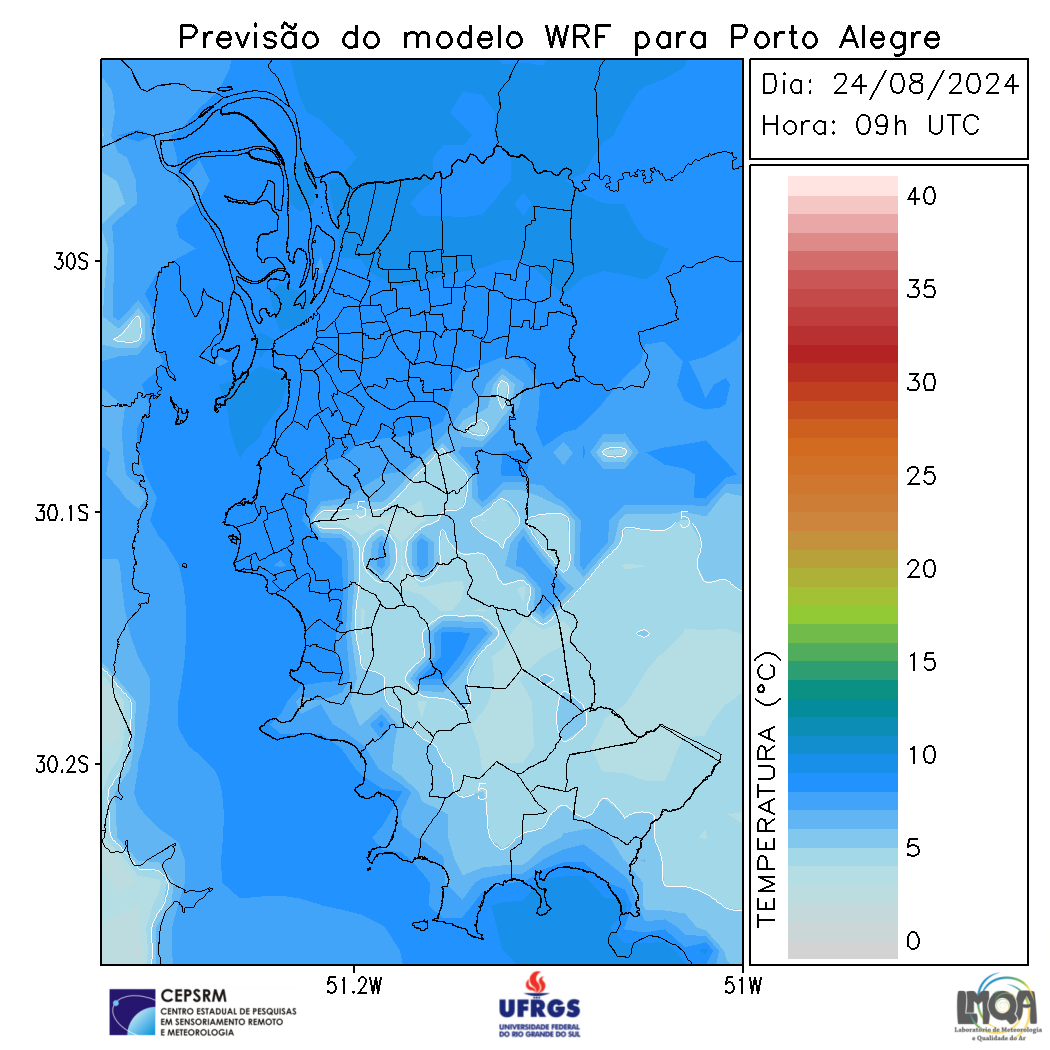 Previsão do modelo WRF para Porto Alegre
Dia: 24/08/2024
Hora: 09h UTC
40
35
30
25
20
15
10
5
0
TEMPERATURA (°C)
30S
30.1S
30.2S
51.2W
51W
5
5
5
CEPSRM
CENTRO ESTADUAL DE PESQUISAS
EM SENSORIAMENTO REMOTO
E METEOROLOGIA
UFRGS
UNIVERSIDADE FEDERAL
DO RIO GRANDE DO SUL
LMQA
Laboratório de Meteorologia
e Qualidade do Ar